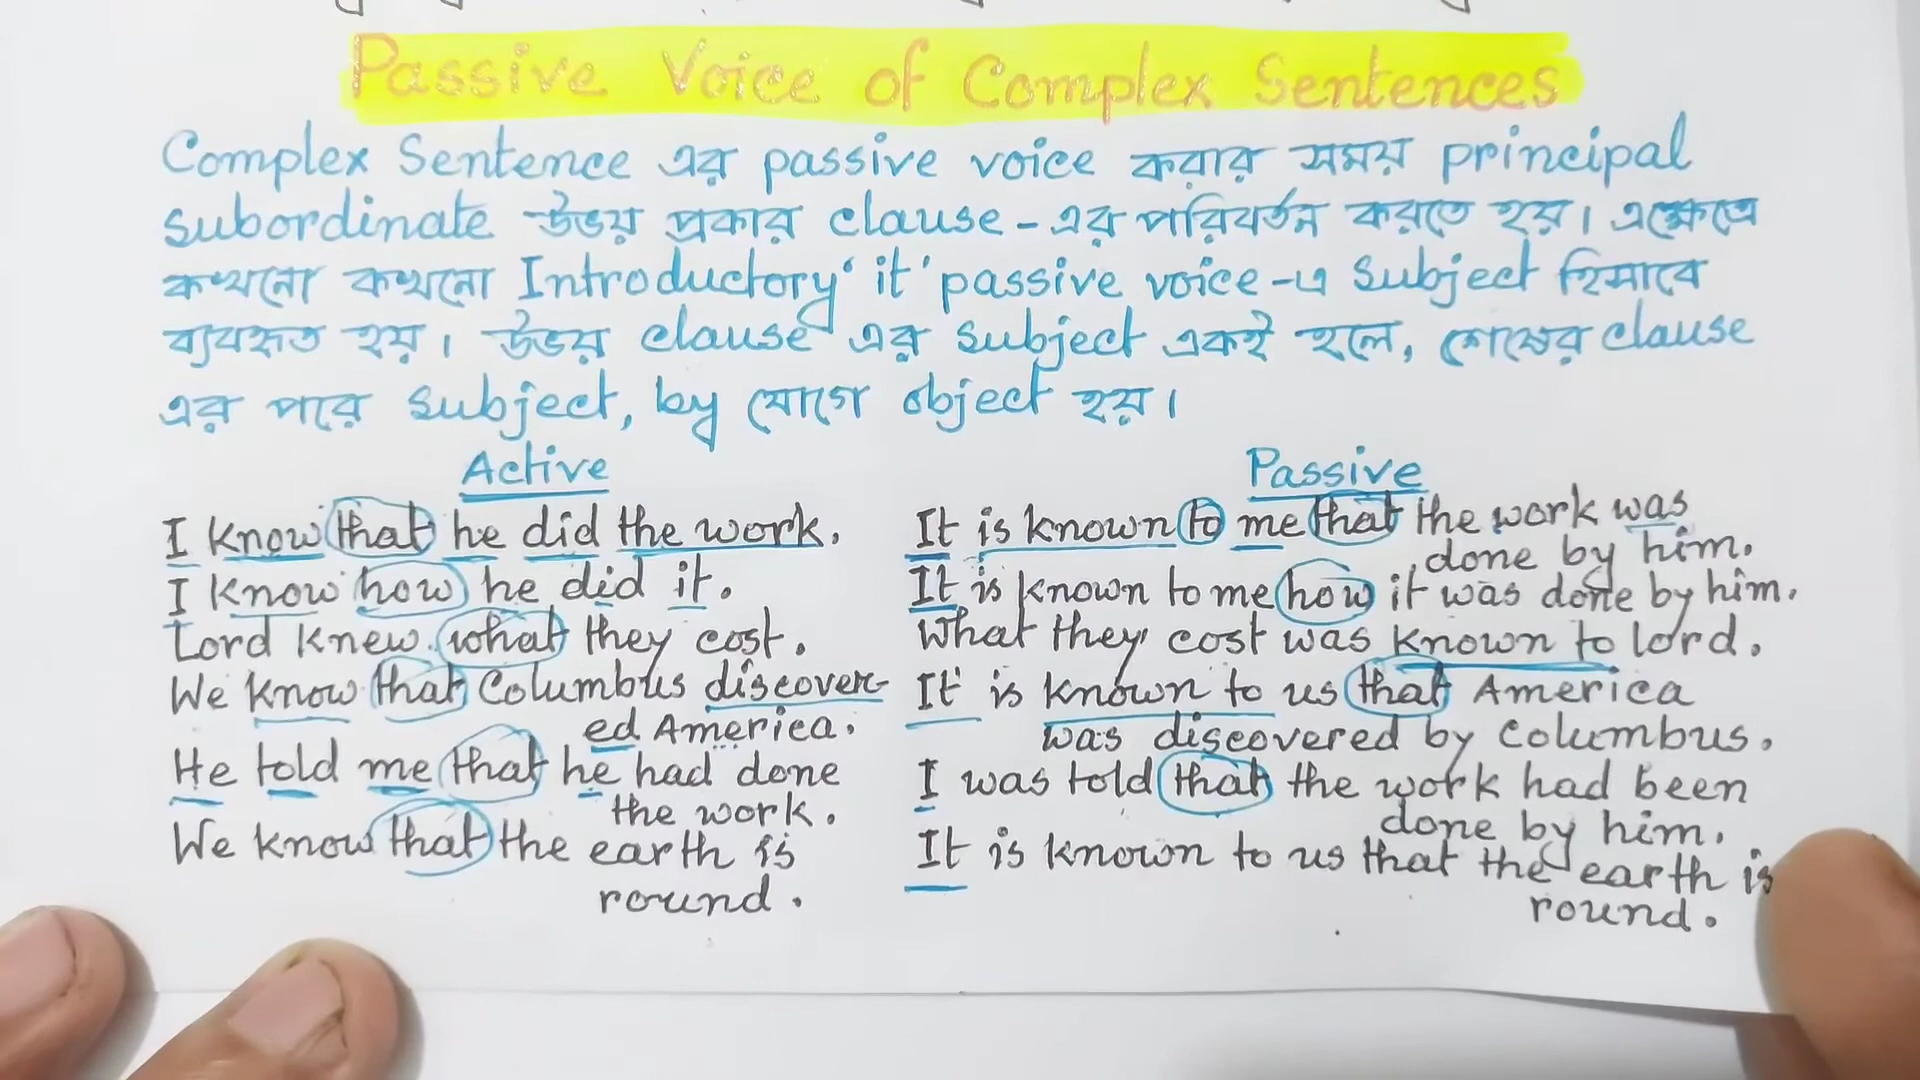 Passive Voice of Complex Sentences
Complex Sentence এর passive voice করার সময় principal
subordinate উভয় প্রকার clause-এর পরিবর্তন করতে হয়। এক্ষেত্রে
কখনো কখনো Introductory 'it' passive voice-এ subject হিসাবে
ব্যবহৃত হয়। উভয় clause এর subject একই হলে, শেষের clause
এর পরে subject, by যোগে object হয়।
Active
I know that he did the work.
I know how he did it.
Lord knew what they cost.
We know that Columbus discover-
ed America.
He told me that he had done
the work.
We know that the earth is
round.
Passive
It is known to me that the work was
done by him.
It is known to me how it was done by him.
What they cost was known to lord.
It is known to us that America
was discovered by Columbus.
I was told that the work had been
done by him.
It is known to us that the earth is
round.